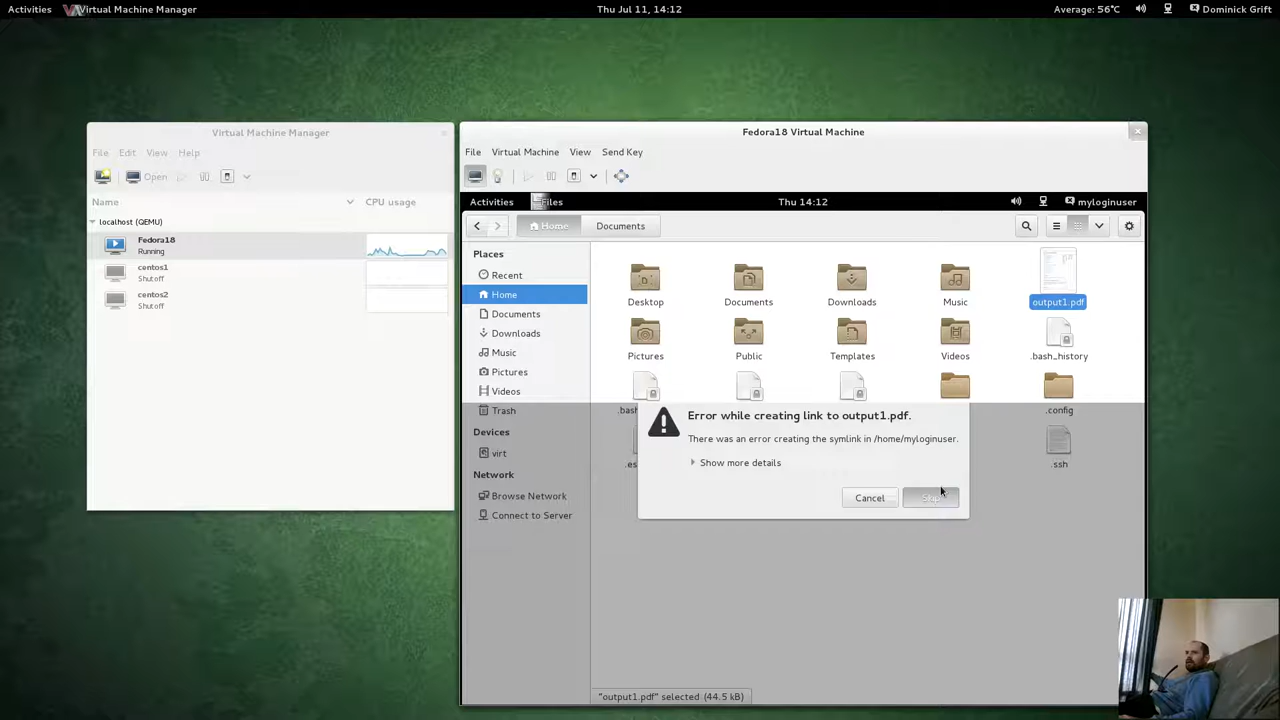 Activities Virtual Machine Manager Thu Jul 11, 14:12 Average: 56°C Dominick Grift
Virtual Machine Manager
File Edit View Help
Open
Name CPU usage
localhost (QEMU)
Fedora18
Running
centos1
Shutoff
centos2
Shutoff
Fedora18 Virtual Machine
File Virtual Machine View Send Key
Activities Files Thu 14:12 myloginuser
Home Documents
Places
Recent
Home
Documents
Downloads
Music
Pictures
Videos
Trash
Devices
virt
Network
Browse Network
Connect to Server
Desktop Documents Downloads Music output1.pdf
Pictures Public Templates Videos .bash_history
.config
.ssh
Error while creating link to output1.pdf.
There was an error creating the symlink in /home/myloginuser.
Show more details
Cancel Skip
"output1.pdf" selected (44.5 kB)